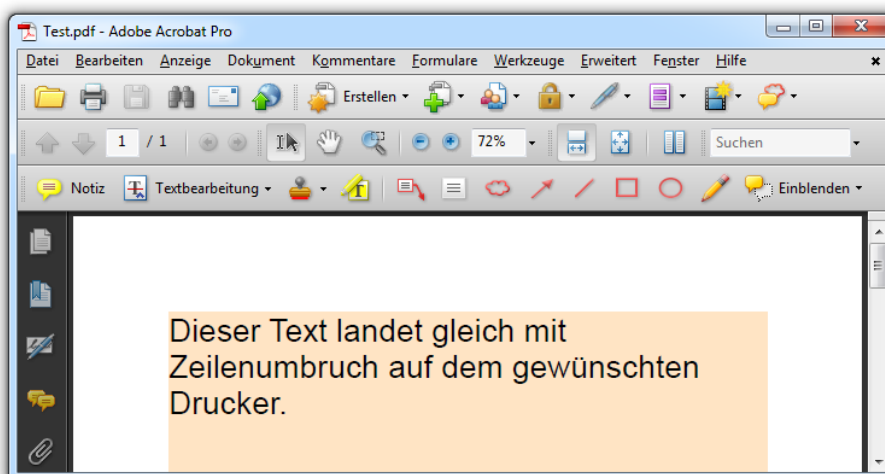 Test.pdf - Adobe Acrobat Pro
Datei Bearbeiten Anzeige Dokument Kommentare Formulare Werkzeuge Erweitert Fenster Hilfe
Erstellen
1 / 1 72% Suchen
Notiz Textbearbeitung Einblenden
Dieser Text landet gleich mit
Zeilenumbruch auf dem gewünschten
Drucker.